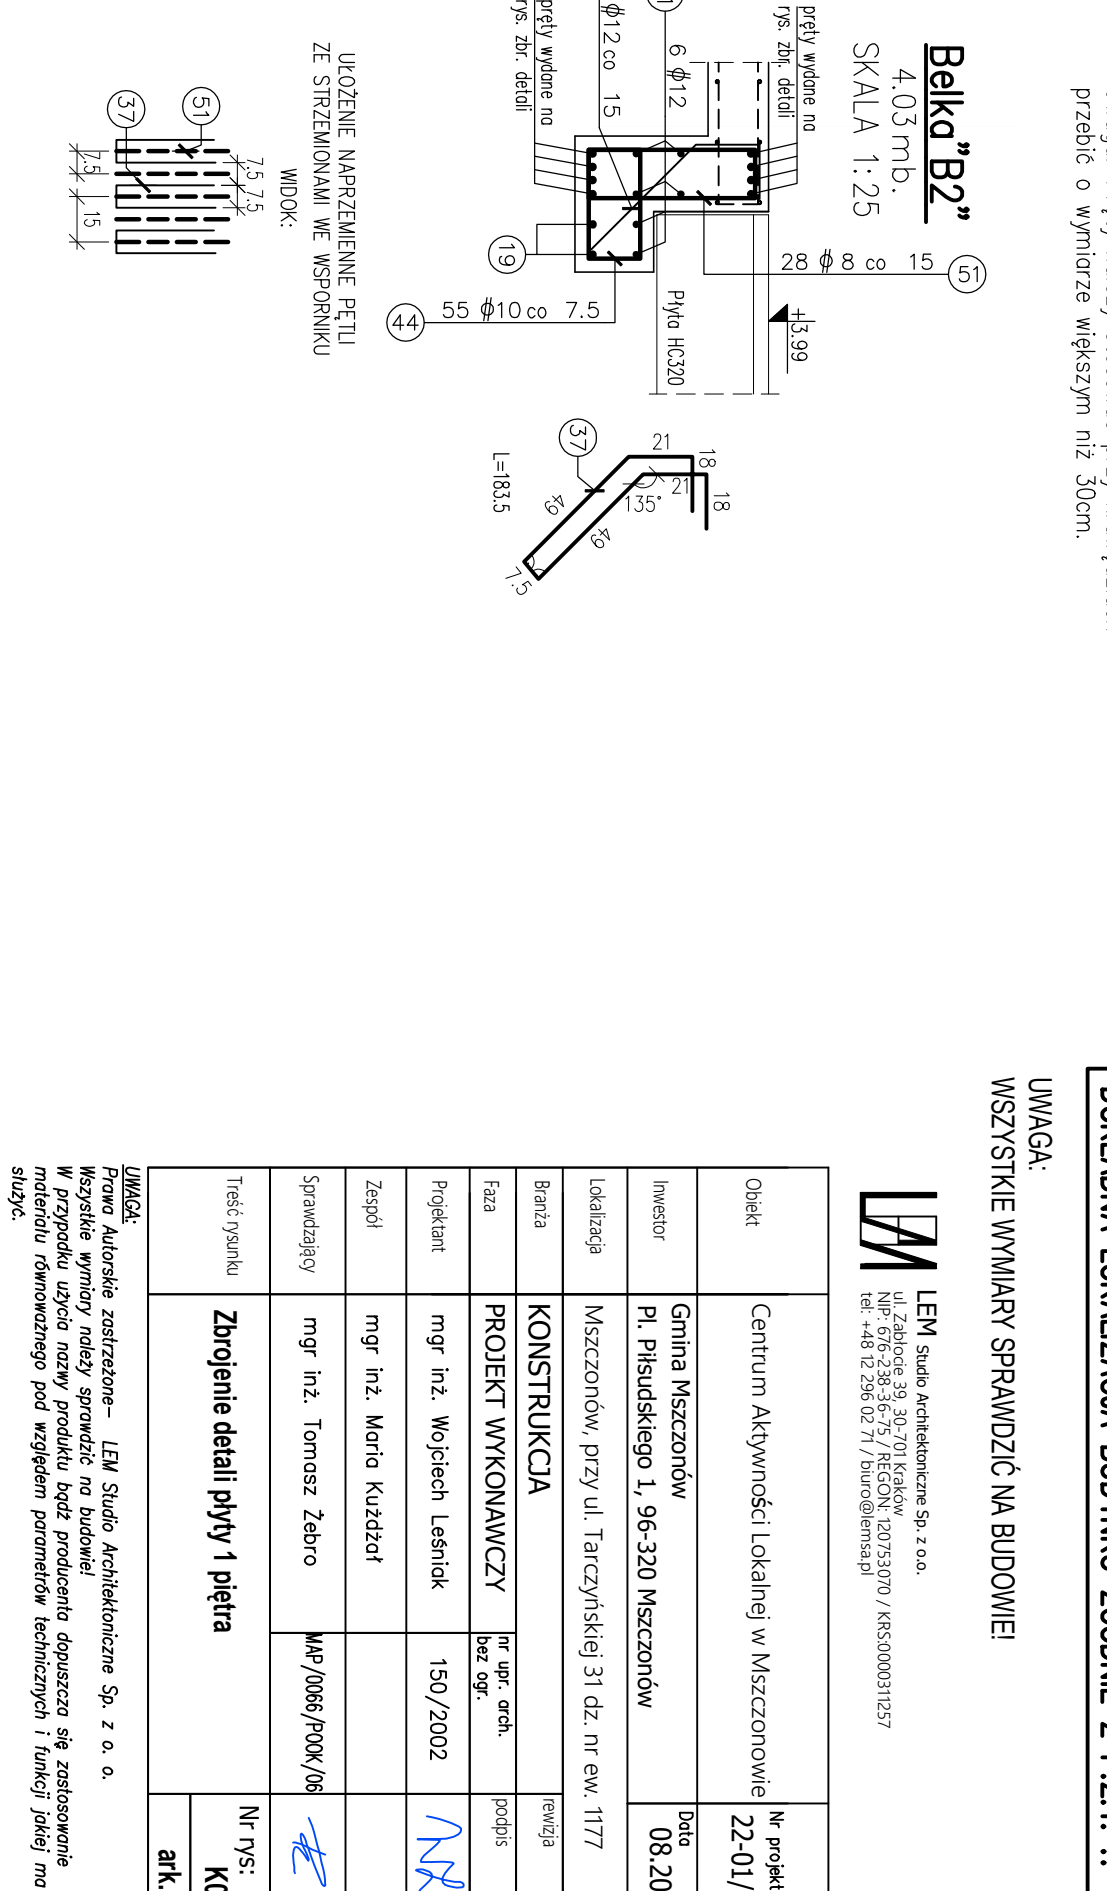 przebić o wymiarze większym niż 30cm.
Belka"B2"
4.03 mb.
SKALA 1:25
pręty wydane na
rys. zbr. detali
6 ϕ12
ϕ12 co 15
pręty wydane na
rys. zbr. detali
28 ϕ 8 co 15
51
+3.99
Płyta HC320
19
55 ϕ10 co 7.5
44
UŁOŻENIE NAPRZEMIENNE PĘTLI
ZE STRZEMIONAMI WE WSPORNIKU
WIDOK:
51
37
7.5 7.5
7.5 15
37
21
18
21
18
135°
49
49
7.5
L=183.5
UWAGA:
WSZYSTKIE WYMIARY SPRAWDZIĆ NA BUDOWIE!
LEM Studio Architektoniczne Sp. z o.o.
ul. Zabłocie 39, 30-701 Kraków
NIP: 676-238-36-75 / REGON: 120753070 / KRS:0000311257
tel: +48 12 296 02 71 / biuro@lemsa.pl
Obiekt
Centrum Aktywności Lokalnej w Mszczonowie
Nr projekt
22-01/
Inwestor
Gmina Mszczonów
Pl. Piłsudskiego 1, 96-320 Mszczonów
Data
08.20
Lokalizacja
Mszczonów, przy ul. Tarczyńskiej 31 dz. nr ew. 1177
Branża
KONSTRUKCJA
rewizja
Faza
PROJEKT WYKONAWCZY
nr upr. arch.
bez ogr.
podpis
Projektant
mgr inż. Wojciech Leśniak
150/2002
Zespół
mgr inż. Maria Kużdżał
Sprawdzający
mgr inż. Tomasz Żebro
MAP/0066/POOK/06
Treść rysunku
Zbrojenie detali płyty 1 piętra
Nr rys:
ark.
UWAGA:
Prawa Autorskie zastrzeżone– LEM Studio Architektoniczne Sp. z o. o.
Wszystkie wymiary należy sprawdzić na budowie!
W przypadku użycia nazwy produktu bądź producenta dopuszcza się zastosowanie
materiału równoważnego pod względem parametrów technicznych i funkcji jakiej ma
służyć.